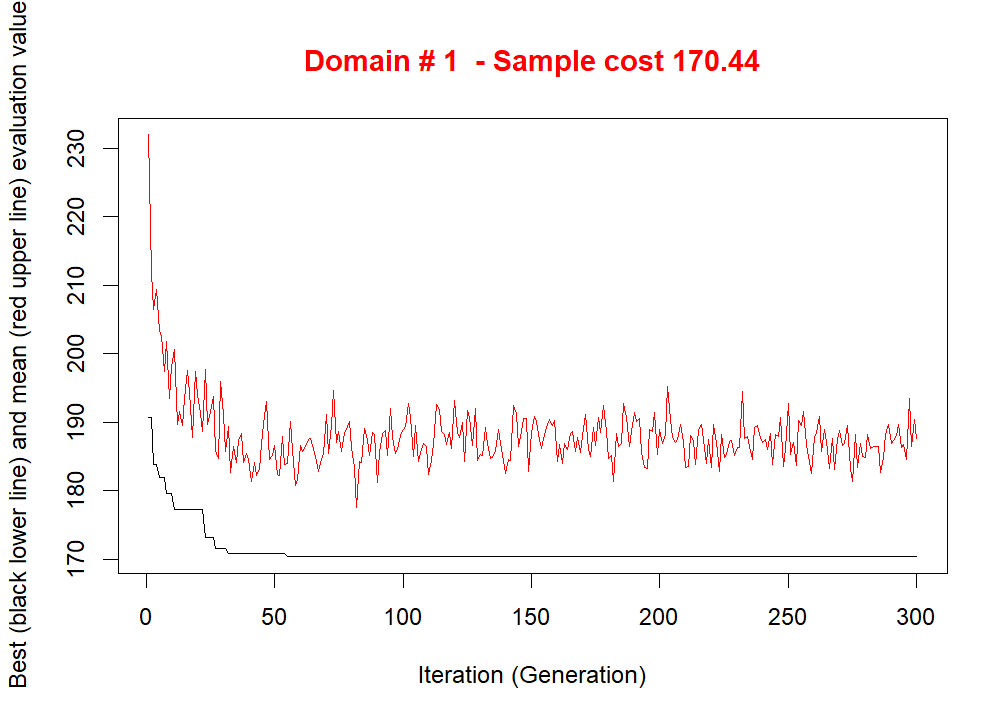 Domain # 1  - Sample cost 170.44
Best (black lower line) and mean (red upper line) evaluation value
230
220
210
200
190
180
170
0 50 100 150 200 250 300
Iteration (Generation)